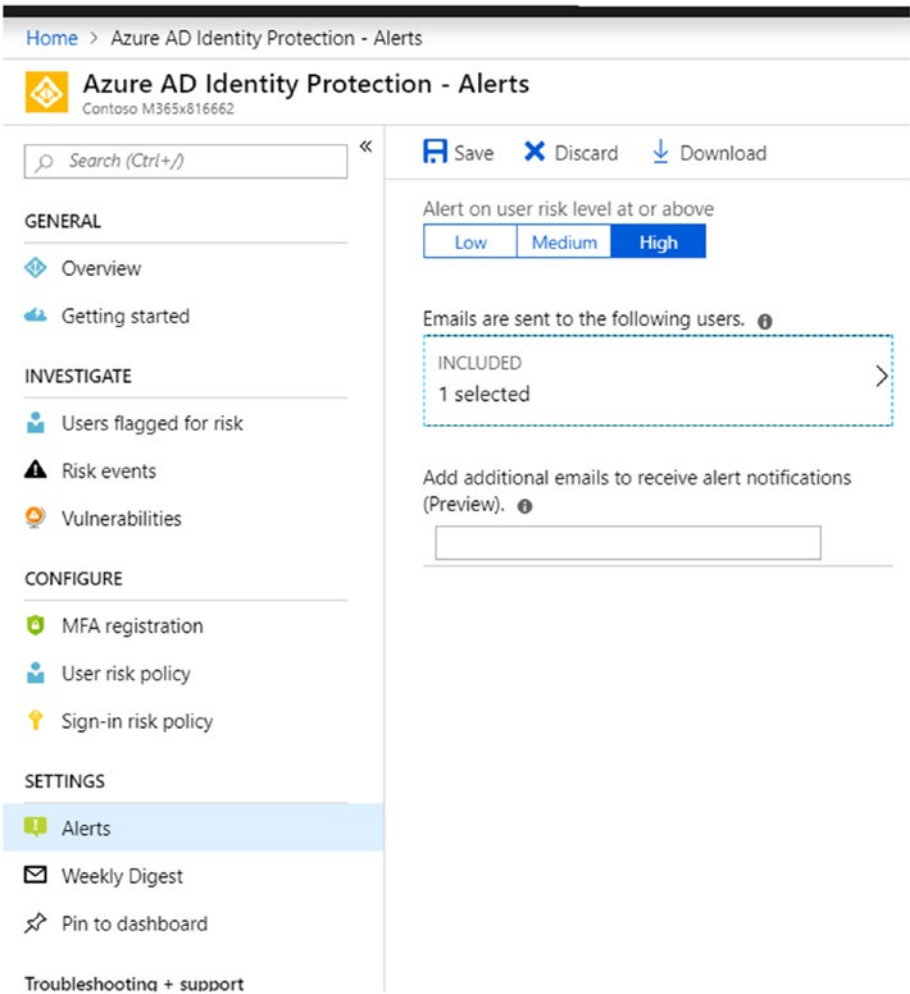 Home > Azure AD Identity Protection - Alerts
Azure AD Identity Protection - Alerts
Contoso M365x816662
Search (Ctrl+/)
«
GENERAL
Overview
Getting started
INVESTIGATE
Users flagged for risk
Risk events
Vulnerabilities
CONFIGURE
MFA registration
User risk policy
Sign-in risk policy
SETTINGS
Alerts
Weekly Digest
Pin to dashboard
Troubleshooting + support
Save Discard Download
Alert on user risk level at or above
Low Medium High
Emails are sent to the following users.
INCLUDED
1 selected
Add additional emails to receive alert notifications
(Preview).